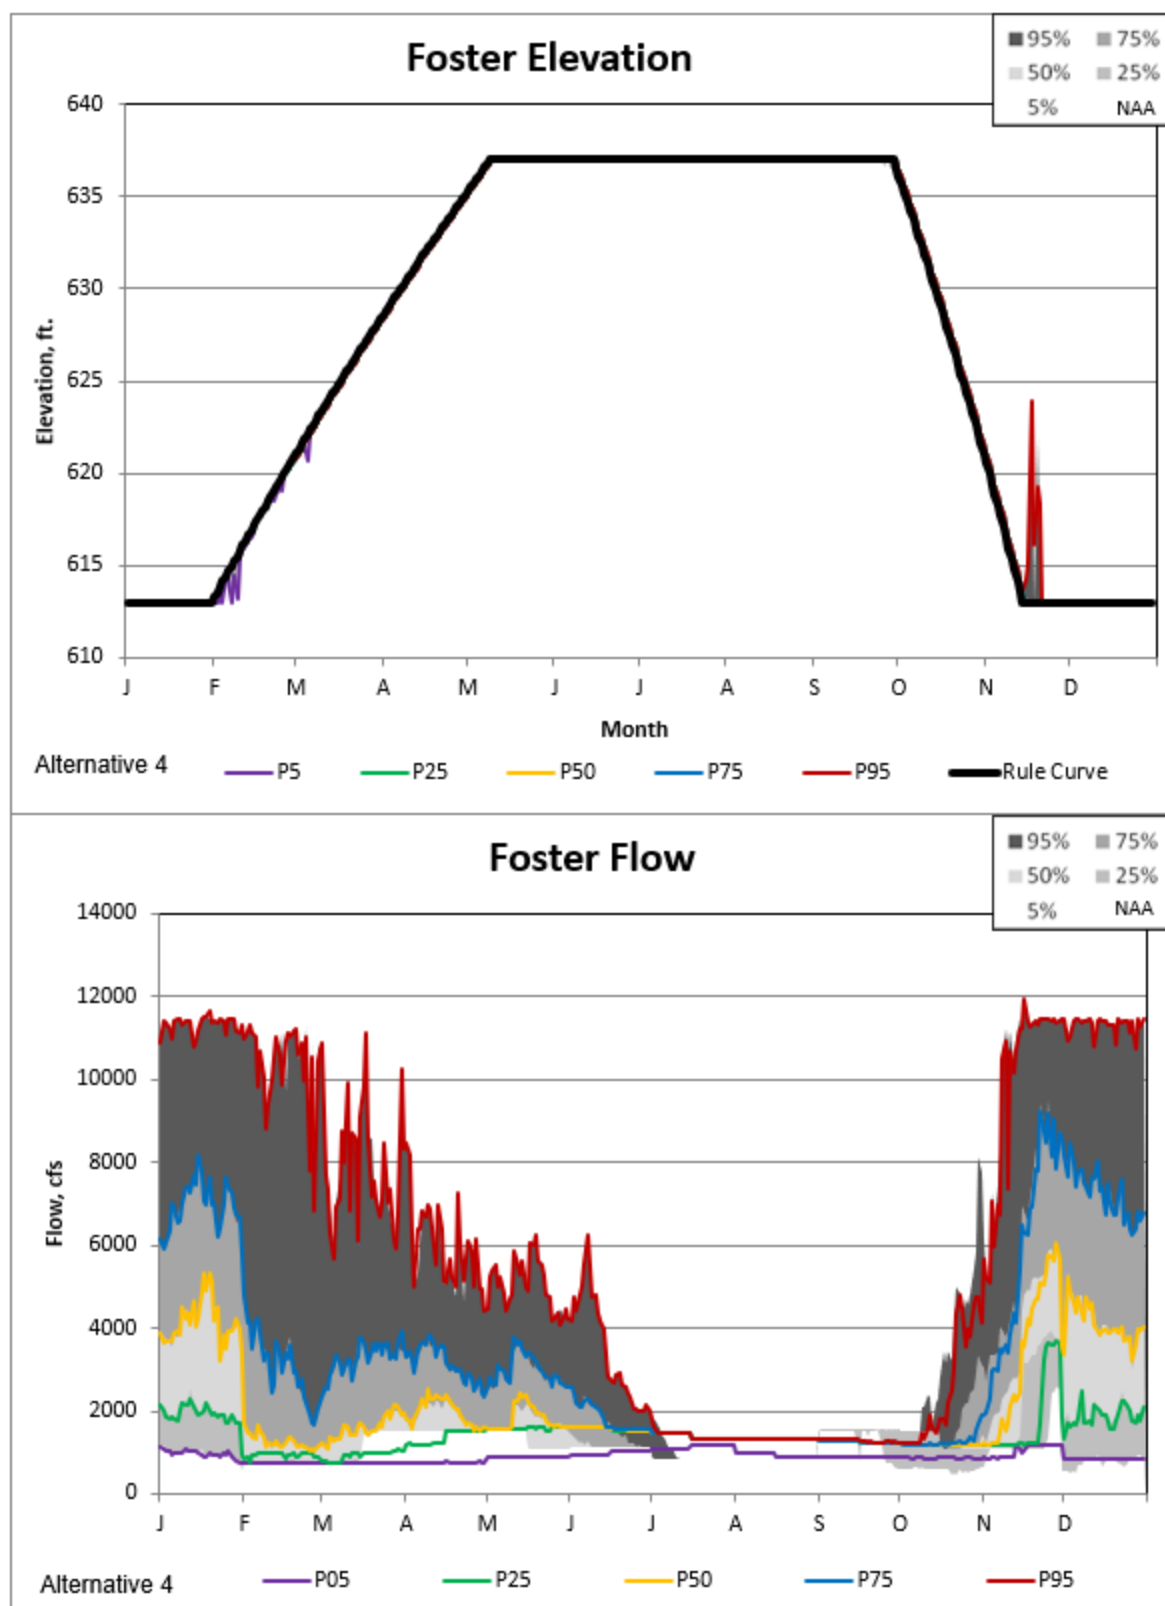 Foster Elevation
95% 75%
50% 25%
5% NAA
640
635
630
625
620
615
610
Elevation, ft.
J F M A M J J A S O N D
Month
Alternative 4 P5 P25 P50 P75 P95 Rule Curve
Foster Flow
95% 75%
50% 25%
5% NAA
14000
12000
10000
8000
6000
4000
2000
0
Flow, cfs
J F M A M J J A S O N D
Alternative 4 P05 P25 P50 P75 P95